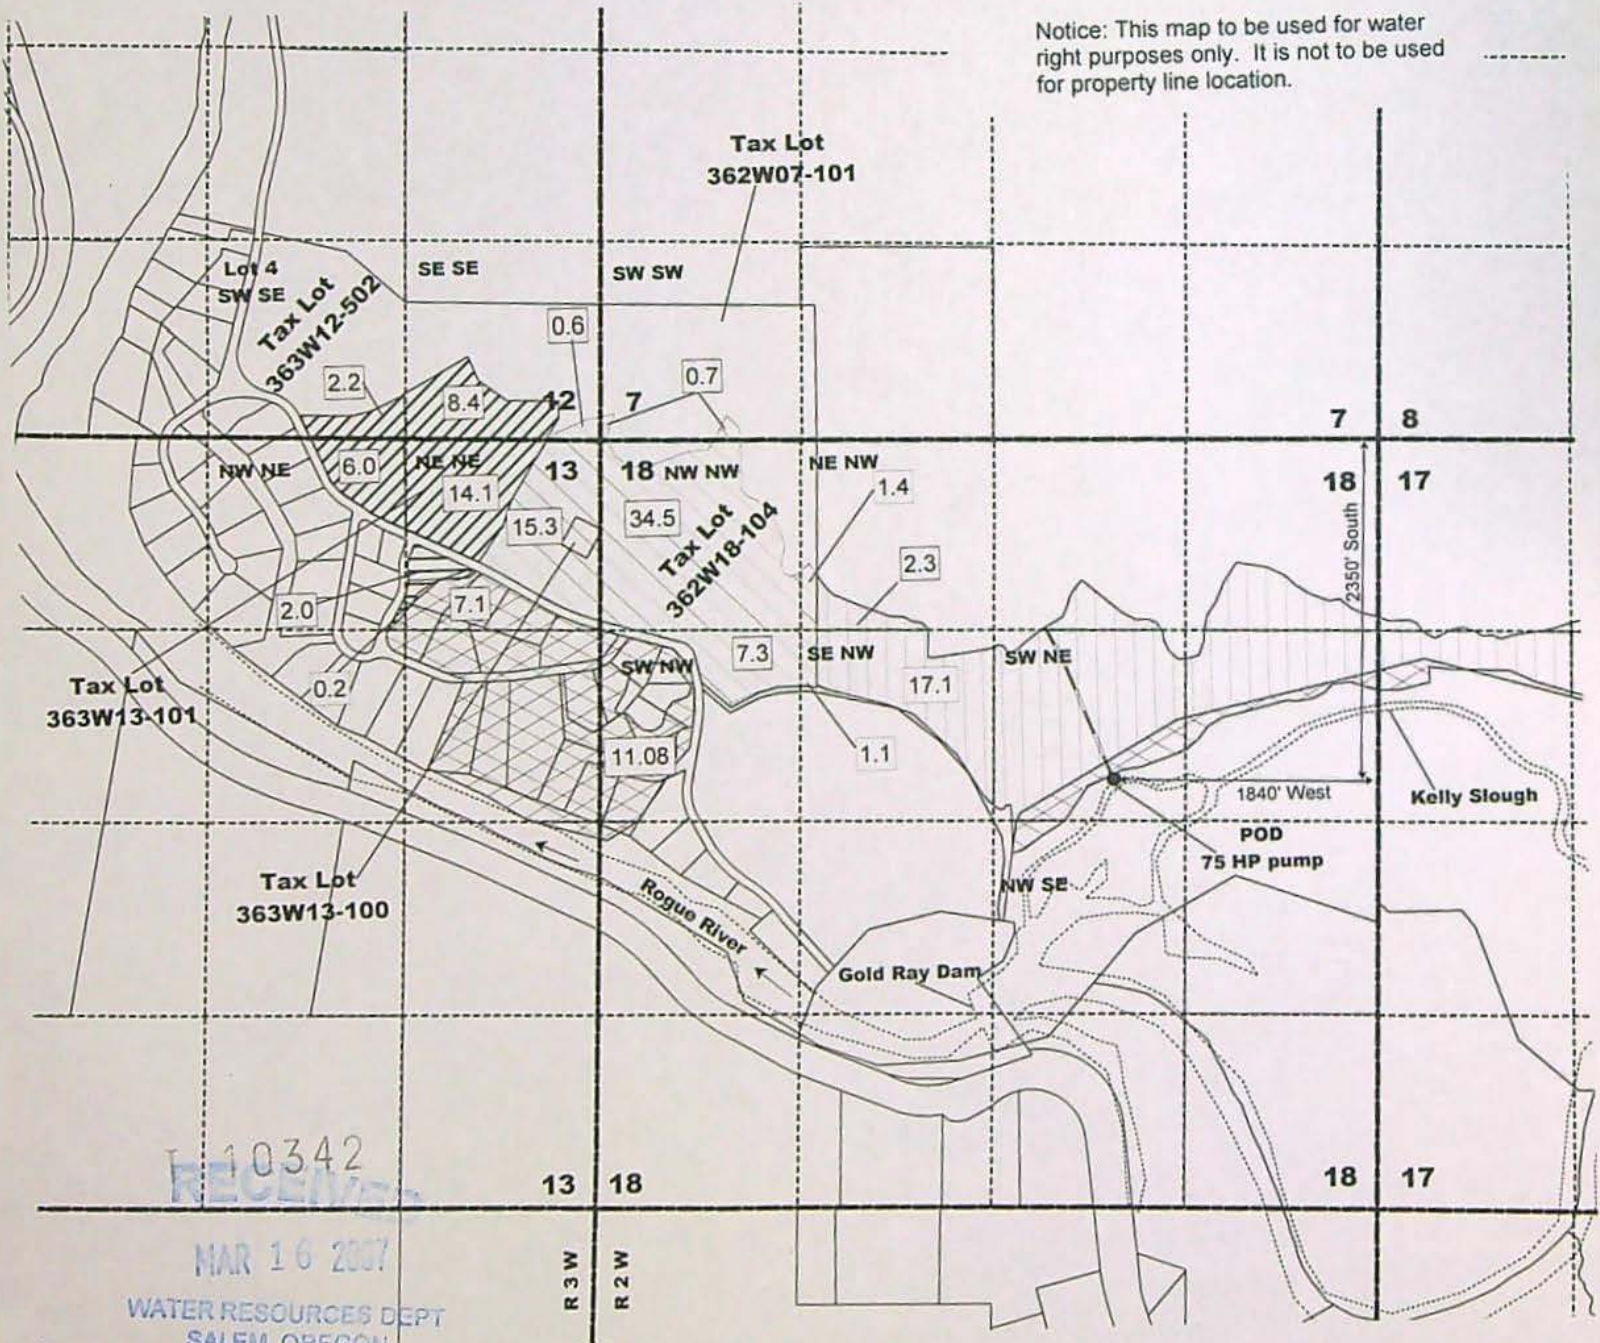 Notice: This map to be used for water
right purposes only. It is not to be used
for property line location.
Tax Lot
362W07-101
Lot 4
SW SE
SE SE
SW SW
Tax Lot
363W12-502
0.6
2.2
8.4
0.7
12
7
7
8
NW NE
6.0
NE NE
14.1
13
18
NW NW
NE NW
1.4
18
17
15.3
34.5
Tax Lot
362W18-104
2350' South
2.3
2.0
7.1
0.2
SW NW
7.3
SE NW
SW NE
17.1
Tax Lot
363W13-101
11.08
1.1
1840' West
Kelly Slough
POD
75 HP pump
Tax Lot
363W13-100
Rogue River
NW SE
Gold Ray Dam
T 10342
RECEIVED
MAR 16 2007
WATER RESOURCES DEPT
SALEM, OREGON
13
18
18
17
R 3 W
R 2 W